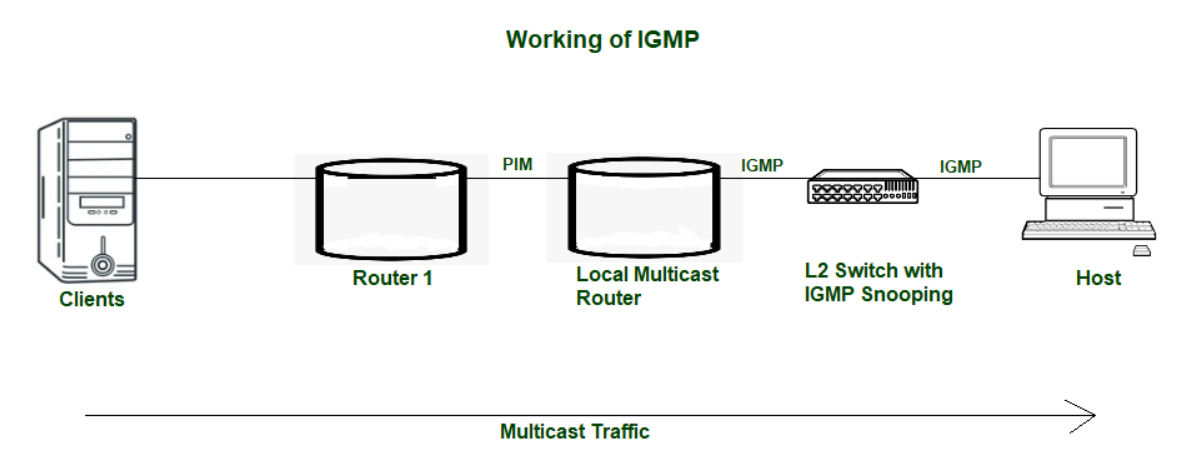 Working of IGMP
PIM
IGMP
IGMP
Clients
Router 1
Local Multicast
Router
L2 Switch with
IGMP Snooping
Host
Multicast Traffic